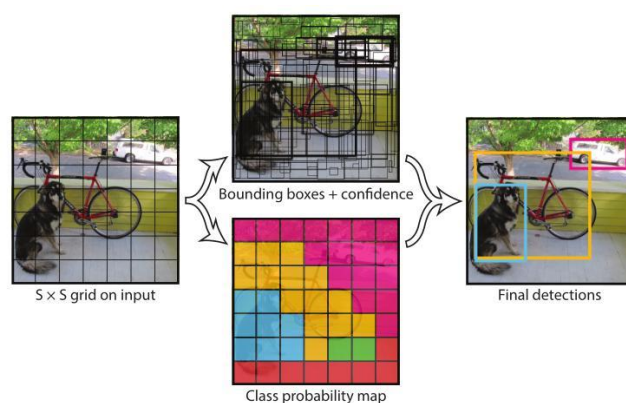 Bounding boxes + confidence
S × S grid on input
Final detections
Class probability map